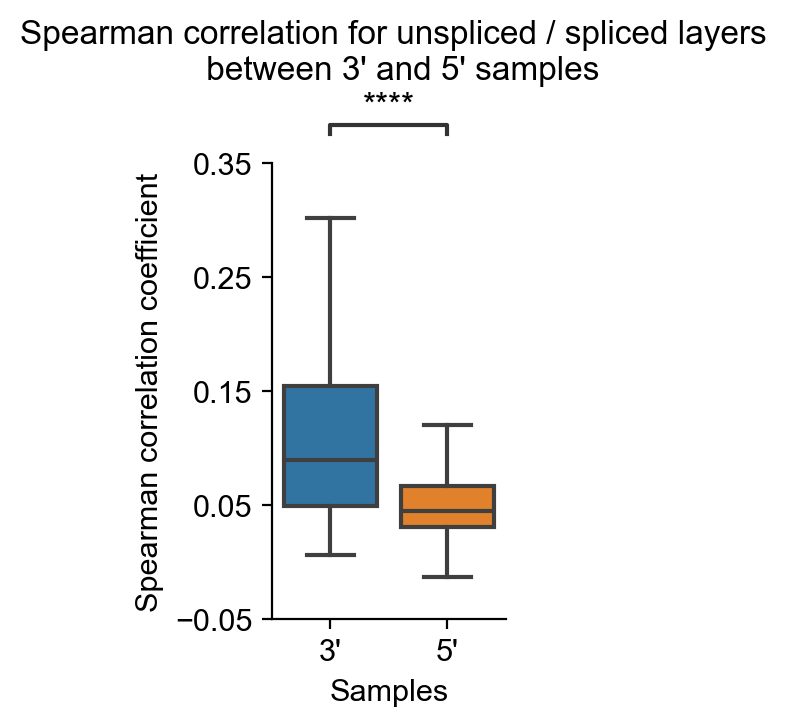 Spearman correlation for unspliced / spliced layers
between 3' and 5' samples
****
0.35
0.25
0.15
0.05
−0.05
Spearman correlation coefficient
3' 5'
Samples